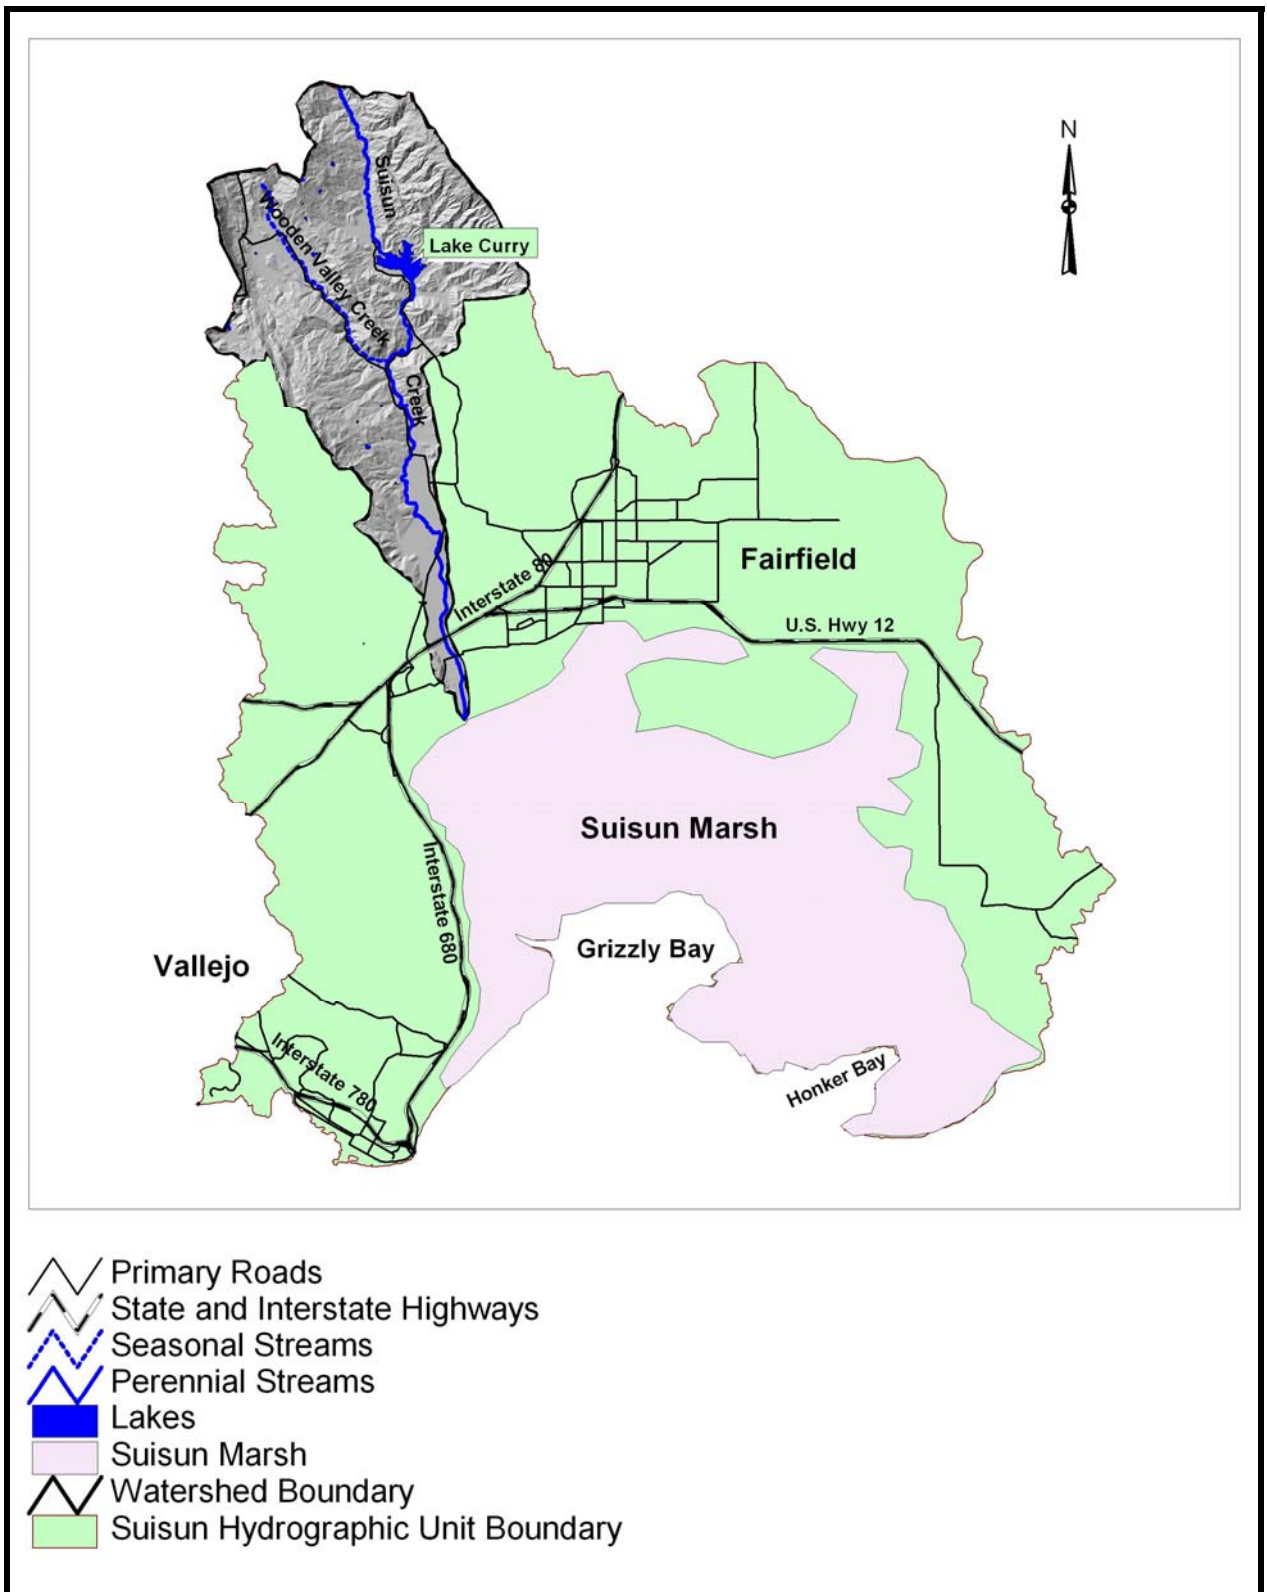 N
Suisun
Wooden Valley Creek
Lake Curry
Creek
Interstate 80
Fairfield
U.S. Hwy 12
Suisun Marsh
Interstate 680
Grizzly Bay
Vallejo
Interstate 780
Honker Bay
Primary Roads
State and Interstate Highways
Seasonal Streams
Perennial Streams
Lakes
Suisun Marsh
Watershed Boundary
Suisun Hydrographic Unit Boundary